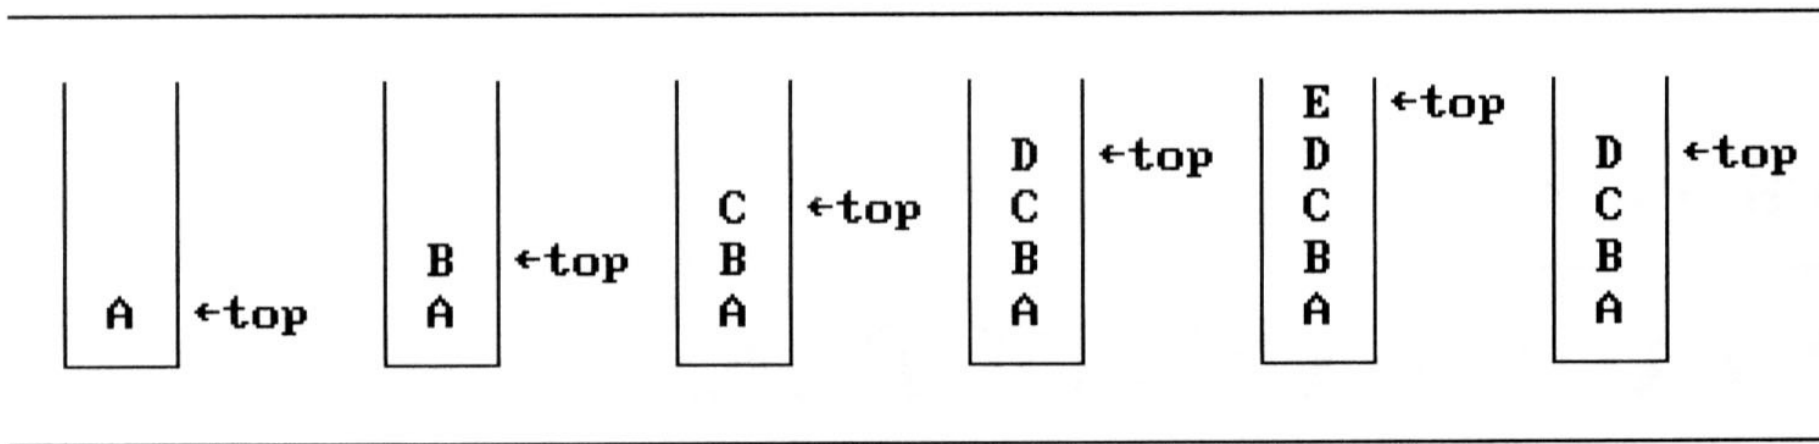 E ←top
D ←top D D ←top
C ←top C C C
B ←top B B B B
A ←top A A A A A